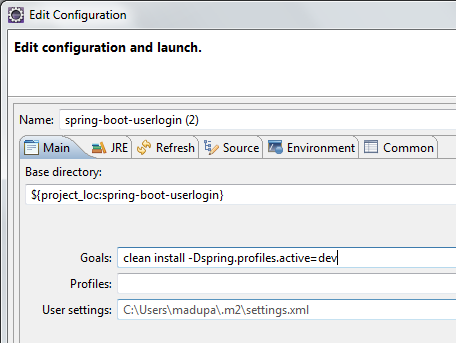 Edit Configuration
Edit configuration and launch.
Name: spring-boot-userlogin (2)
Main JRE Refresh Source Environment Common
Base directory:
${project_loc:spring-boot-userlogin}
Goals: clean install -Dspring.profiles.active=dev
Profiles:
User settings: C:\Users\madupa\.m2\settings.xml